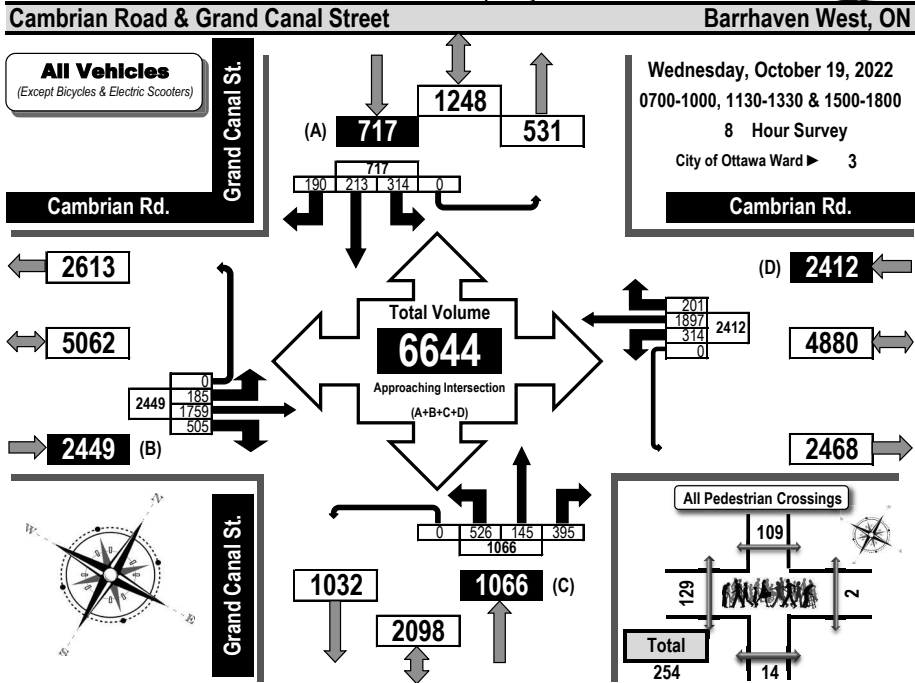 Cambrian Road & Grand Canal Street
Barrhaven West, ON
All Vehicles
(Except Bicycles & Electric Scooters)
Grand Canal St.
Cambrian Rd.
(A)
717
1248
531
717
190 213 314 0
Wednesday, October 19, 2022
0700-1000, 1130-1330 & 1500-1800
8 Hour Survey
City of Ottawa Ward ► 3
Cambrian Rd.
2613
5062
0
185
1759
505
2449
2449 (B)
Total Volume
6644
Approaching Intersection
(A+B+C+D)
(D) 2412
201
1897
314
0
2412
4880
2468
N
W
E
S
Grand Canal St.
0 526 145 395
1066
1032
1066 (C)
2098
All Pedestrian Crossings
109
129
2
Total
254
14